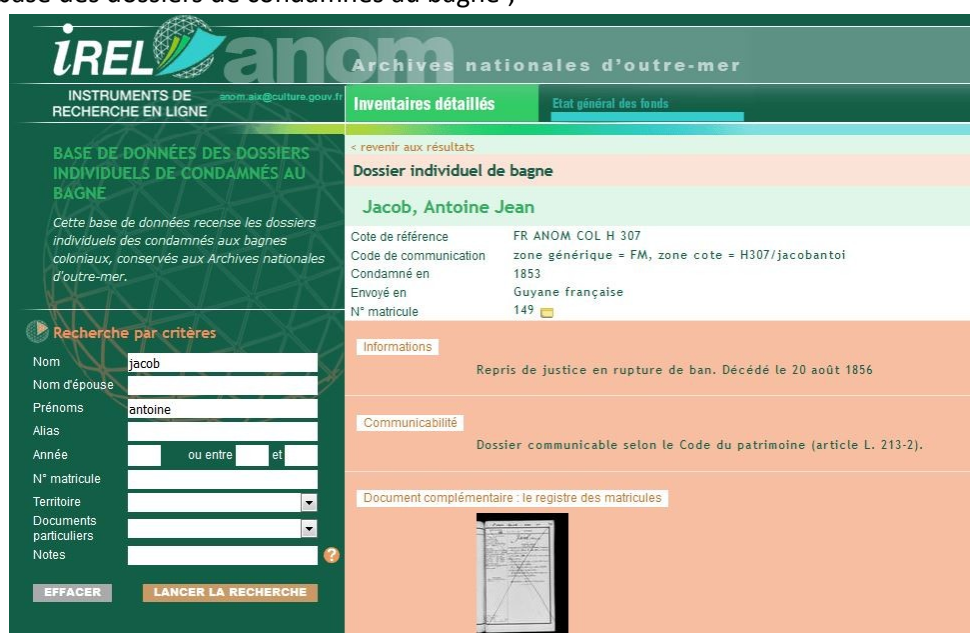 base des dossiers de condamnés au bagne ;
iREL
anom
Archives nationales d'outre-mer
INSTRUMENTS DE
RECHERCHE EN LIGNE
anom.aix@culture.gouv.fr
Inventaires détaillés
Etat général des fonds
BASE DE DONNÉES DES DOSSIERS
INDIVIDUELS DE CONDAMNÉS AU
BAGNE
Cette base de données recense les dossiers
individuels des condamnés aux bagnes
coloniaux, conservés aux Archives nationales
d'outre-mer.
Recherche par critères
Nom jacob
Nom d'épouse
Prénoms antoine
Alias
Année ou entre et
N° matricule
Territoire
Documents
particuliers
Notes ?
EFFACER LANCER LA RECHERCHE
< revenir aux résultats
Dossier individuel de bagne
Jacob, Antoine Jean
Cote de référence FR ANOM COL H 307
Code de communication zone générique = FM, zone cote = H307/jacobantoi
Condamné en 1853
Envoyé en Guyane française
N° matricule 149
Informations
Repris de justice en rupture de ban. Décédé le 20 août 1856
Communicabilité
Dossier communicable selon le Code du patrimoine (article L. 213-2).
Document complémentaire : le registre des matricules